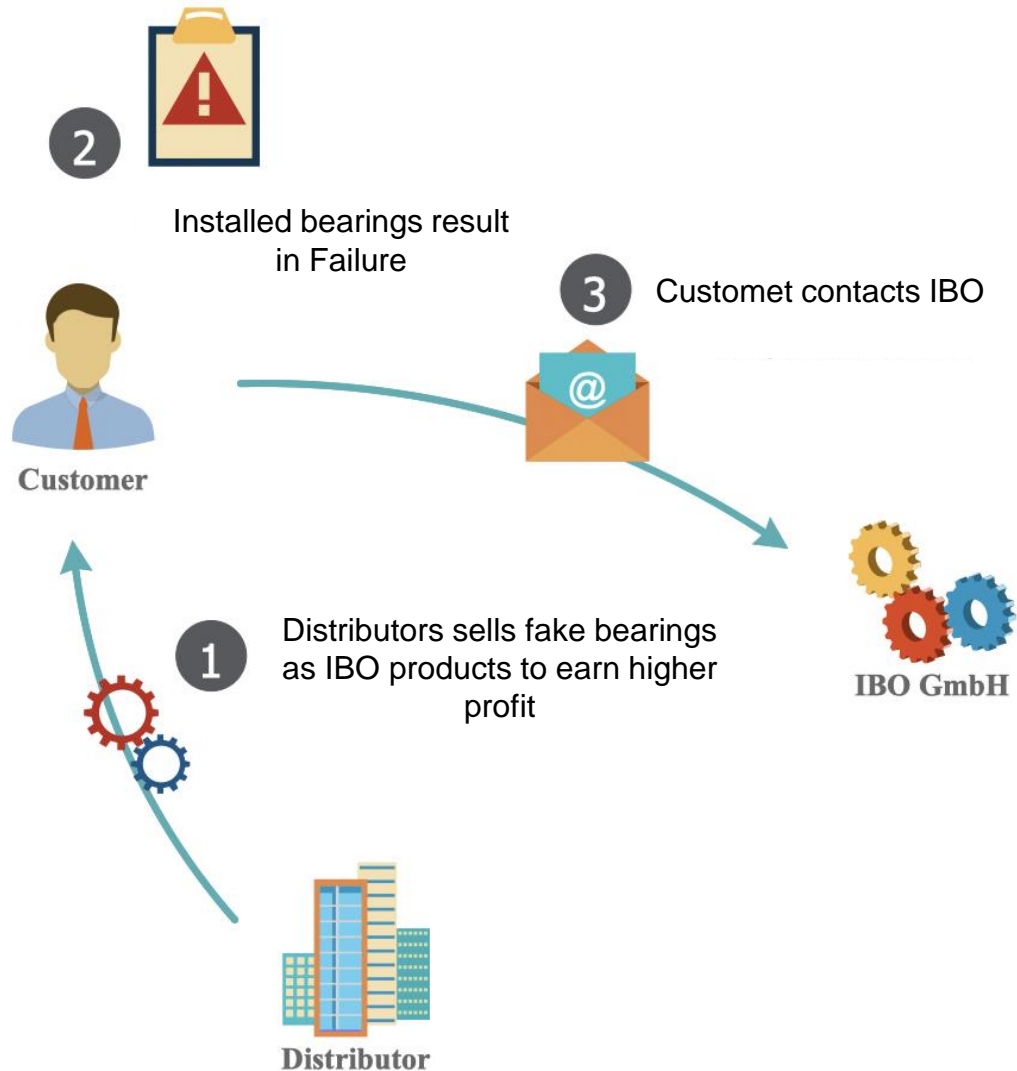 2
Installed bearings result
in Failure
3
Customet contacts IBO
@
Customer
1
Distributors sells fake bearings
as IBO products to earn higher
profit
IBO GmbH
Distributor